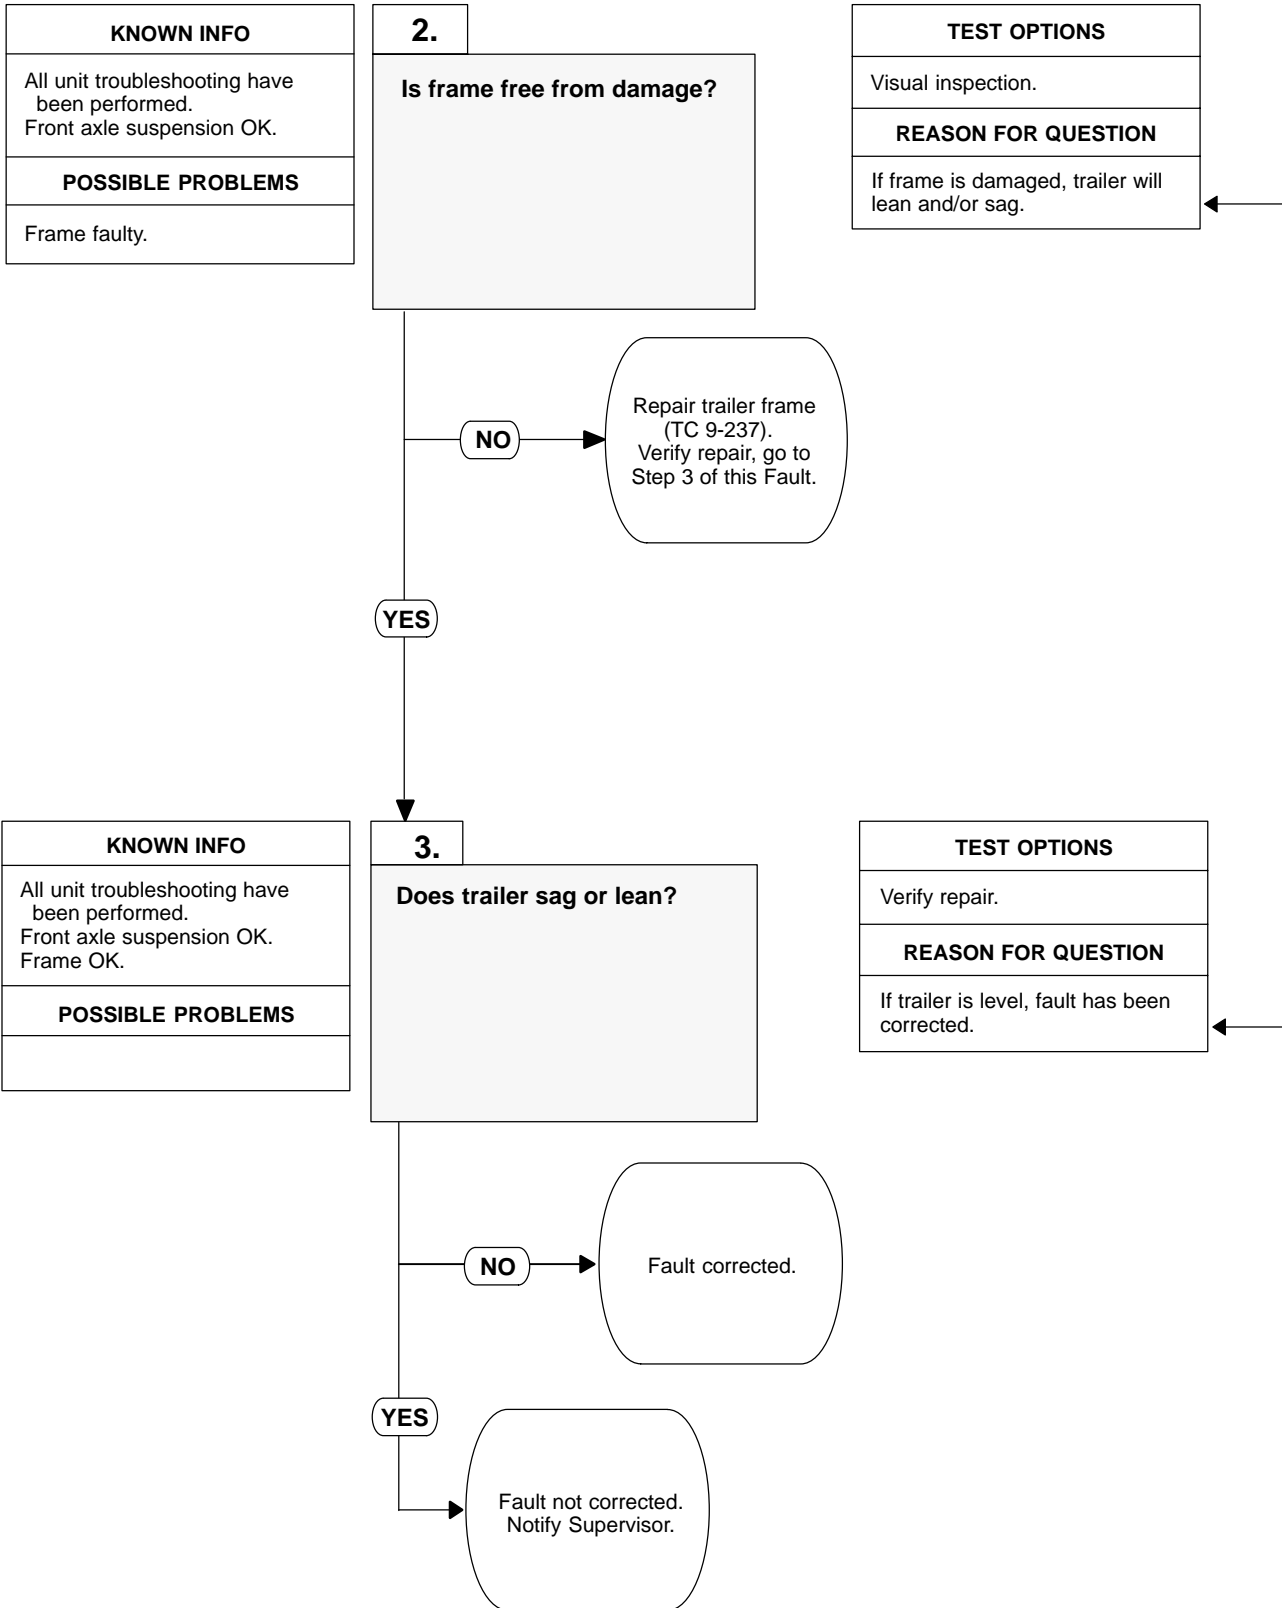 KNOWN INFO
All unit troubleshooting have
been performed.
Front axle suspension OK.
POSSIBLE PROBLEMS
Frame faulty.
2.
Is frame free from damage?
TEST OPTIONS
Visual inspection.
REASON FOR QUESTION
If frame is damaged, trailer will
lean and/or sag.
NO
Repair trailer frame
(TC 9-237).
Verify repair, go to
Step 3 of this Fault.
YES
KNOWN INFO
All unit troubleshooting have
been performed.
Front axle suspension OK.
Frame OK.
POSSIBLE PROBLEMS
3.
Does trailer sag or lean?
TEST OPTIONS
Verify repair.
REASON FOR QUESTION
If trailer is level, fault has been
corrected.
NO
Fault corrected.
YES
Fault not corrected.
Notify Supervisor.